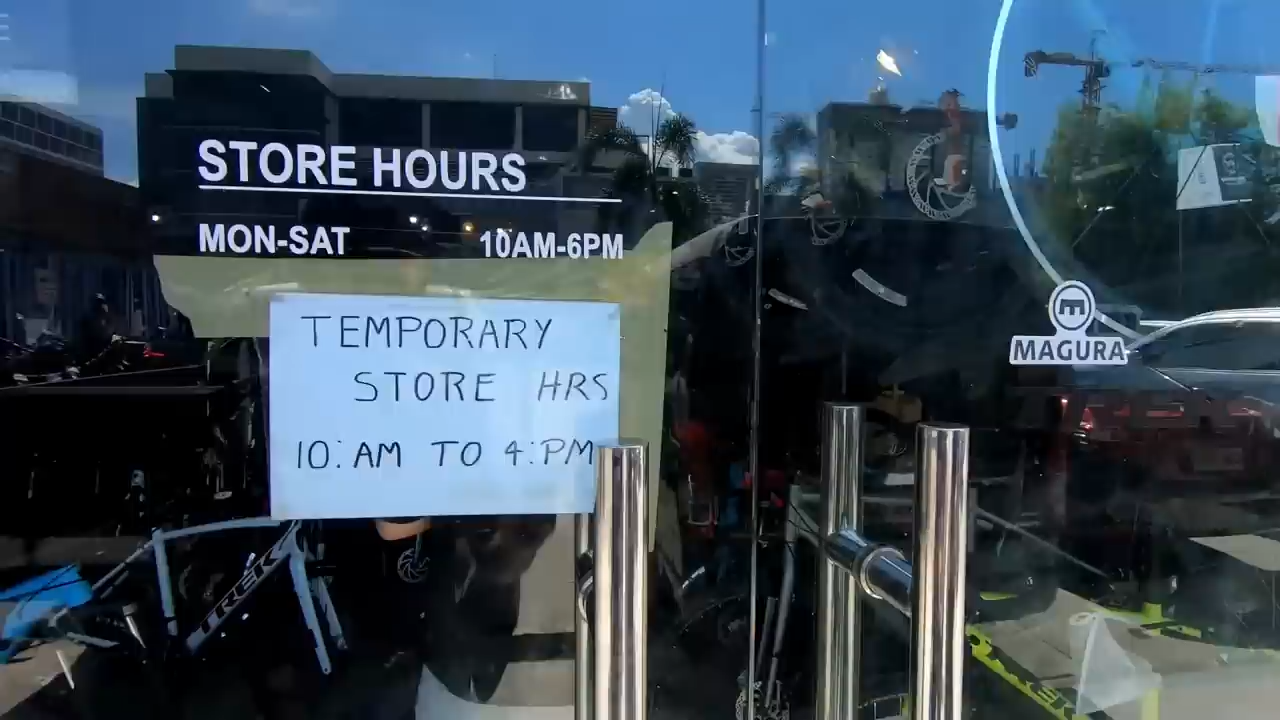 STORE HOURS
MON-SAT 10AM-6PM
TEMPORARY
STORE HRS
10:AM TO 4:PM
MAGURA
TREK